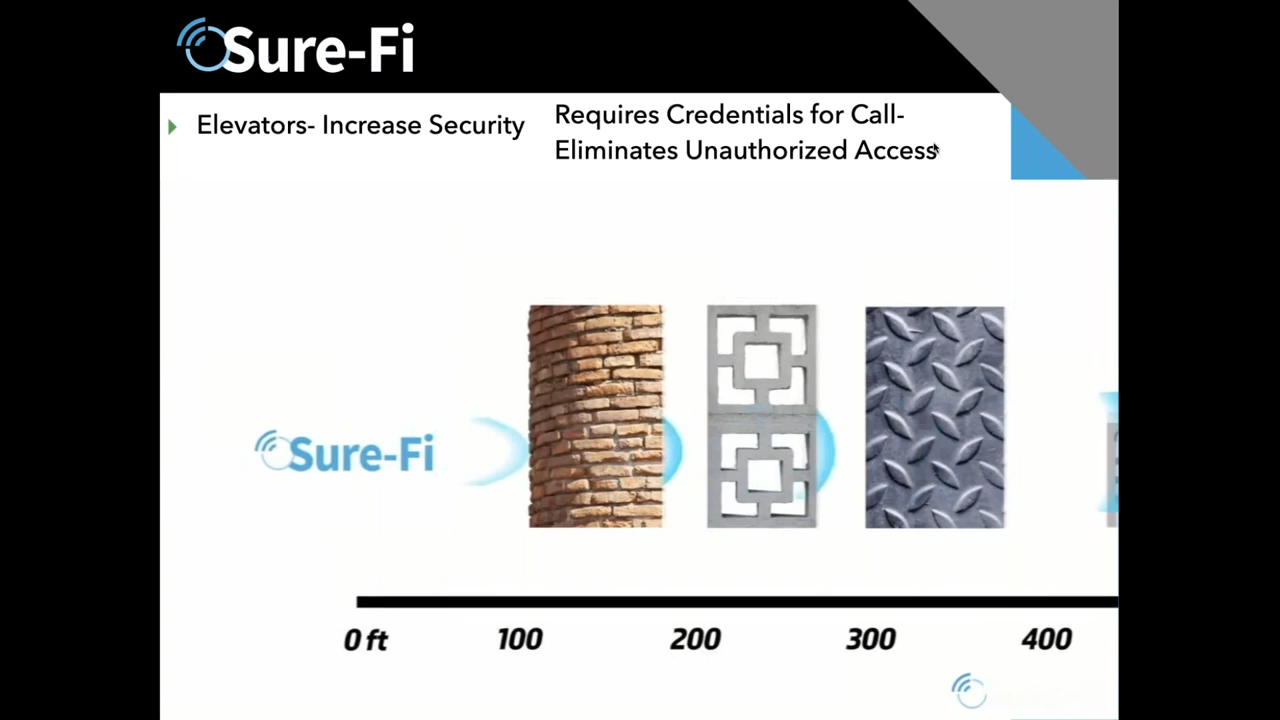 Sure-Fi
Elevators- Increase Security
Requires Credentials for Call-
Eliminates Unauthorized Access
Sure-Fi
0 ft 100 200 300 400